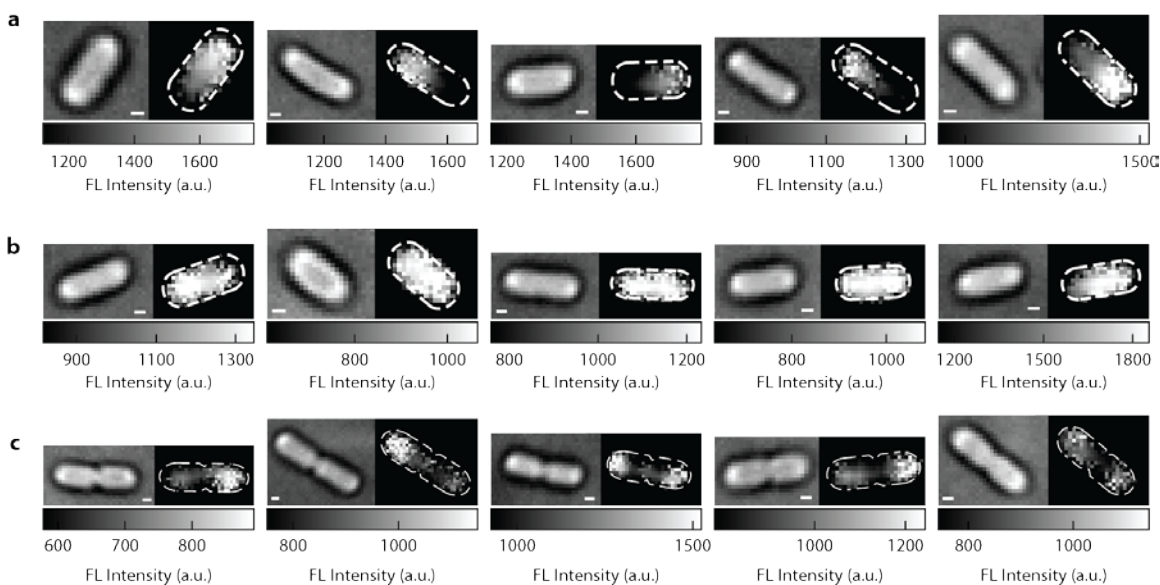 a
1200 1400 1600 1200 1400 1600 1200 1400 1600 900 1100 1300 1000 1500
FL Intensity (a.u.) FL Intensity (a.u.) FL Intensity (a.u.) FL Intensity (a.u.) FL Intensity (a.u.)
b
900 1100 1300 800 1000 800 1000 1200 800 1000 1200 1500 1800
FL Intensity (a.u.) FL Intensity (a.u.) FL Intensity (a.u.) FL Intensity (a.u.) FL Intensity (a.u.)
c
600 700 800 800 1000 1000 1500 800 1000 1200 800 1000
FL Intensity (a.u.) FL Intensity (a.u.) FL Intensity (a.u.) FL Intensity (a.u.) FL Intensity (a.u.)